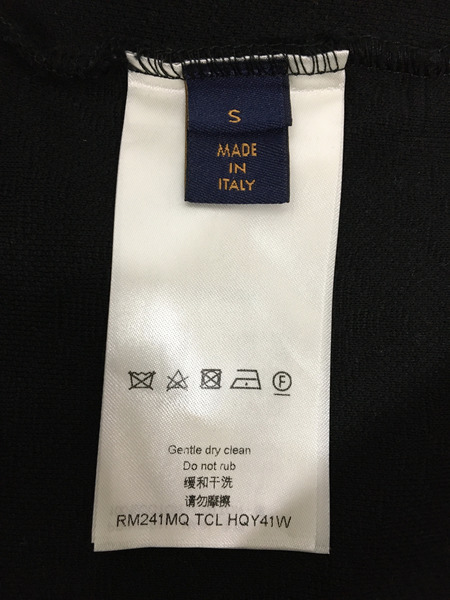 S
MADE
IN
ITALY
F
Gentle dry clean
Do not rub
缓和干洗
请勿摩擦
RM241MQ TCL HQY41W